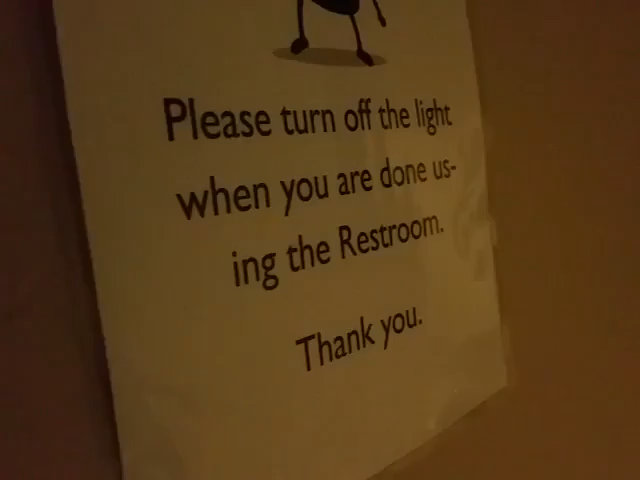 Please turn off the light
when you are done us-
ing the Restroom.
Thank you.